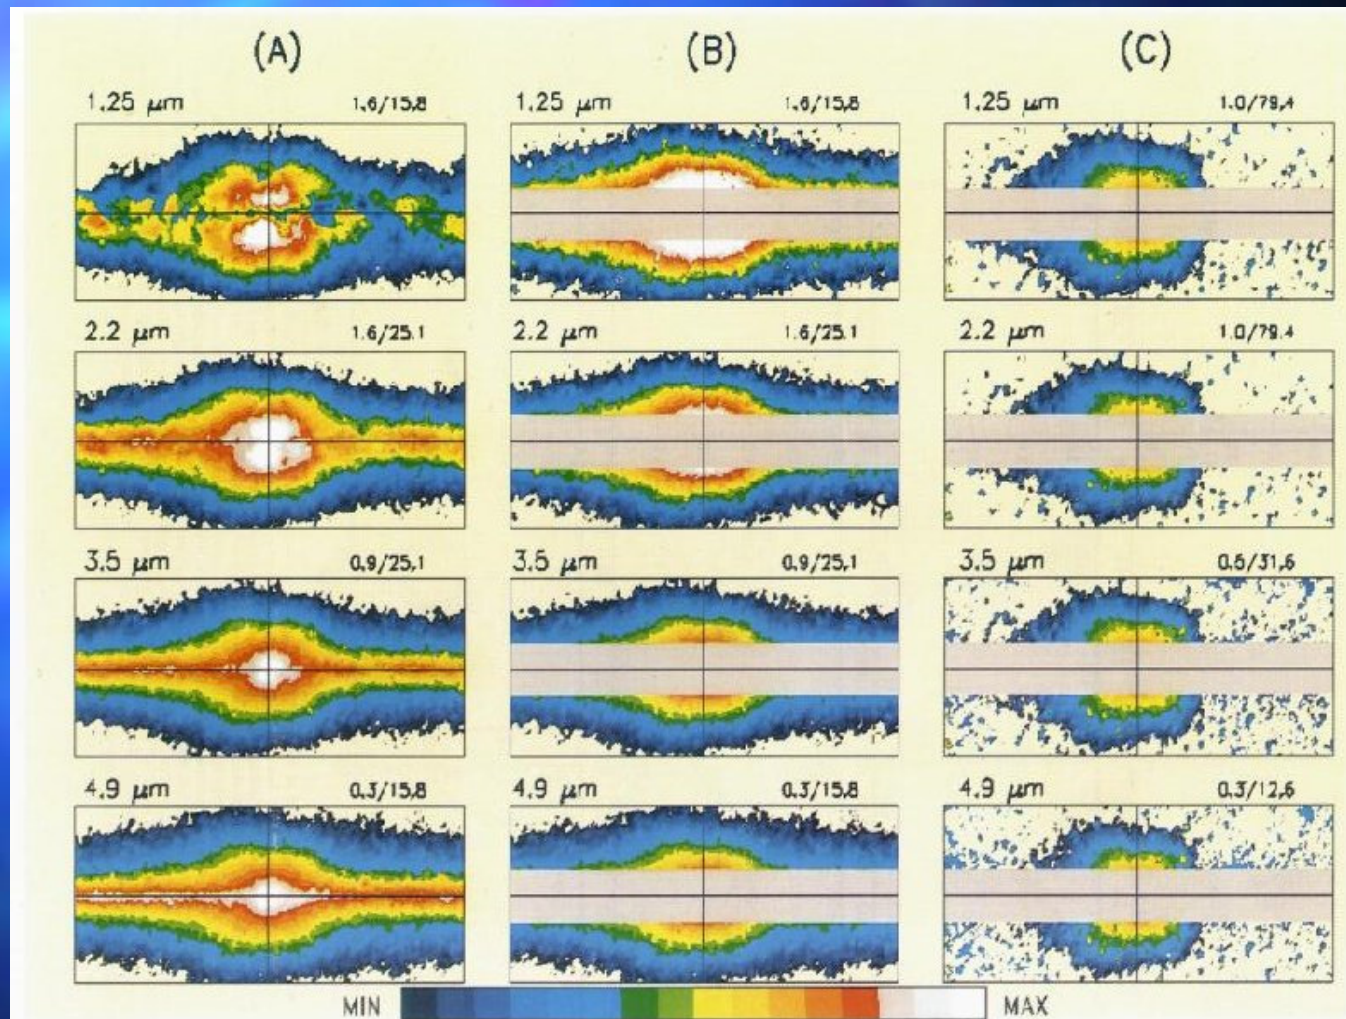 (A) (B) (C)
1.25 μm 1.6/15.8 1.25 μm 1.6/15.8 1.25 μm 1.0/79.4
2.2 μm 1.6/25.1 2.2 μm 1.6/25.1 2.2 μm 1.0/79.4
3.5 μm 0.9/25.1 3.5 μm 0.9/25.1 3.5 μm 0.6/31.6
4.9 μm 0.3/15.8 4.9 μm 0.3/15.8 4.9 μm 0.3/12.6
MIN MAX